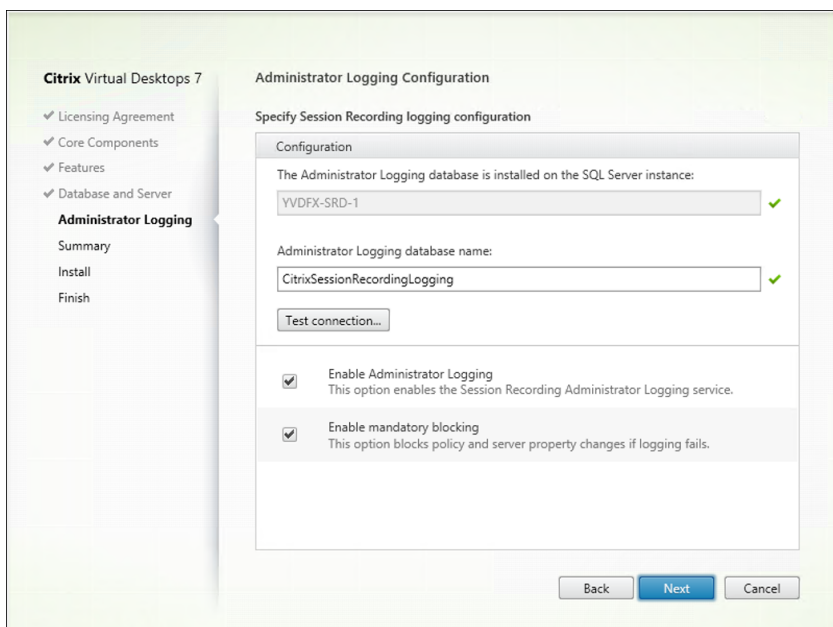 Citrix Virtual Desktops 7
Licensing Agreement
Core Components
Features
Database and Server
Administrator Logging
Summary
Install
Finish
Administrator Logging Configuration
Specify Session Recording logging configuration
Configuration
The Administrator Logging database is installed on the SQL Server instance:
YVDFX-SRD-1
Administrator Logging database name:
CitrixSessionRecordingLogging
Test connection...
Enable Administrator Logging
This option enables the Session Recording Administrator Logging service.
Enable mandatory blocking
This option blocks policy and server property changes if logging fails.
Back
Next
Cancel